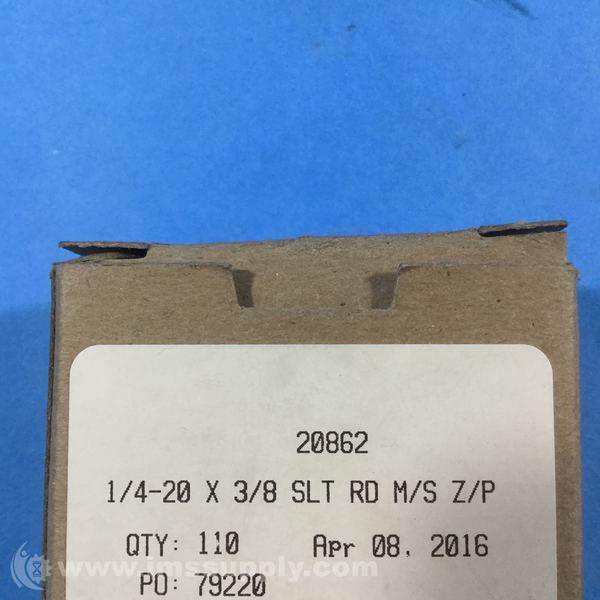 20862
1/4-20 X 3/8 SLT RD M/S Z/P
QTY: 110 Apr 08, 2016
PO: 79220
www.imssupply.com